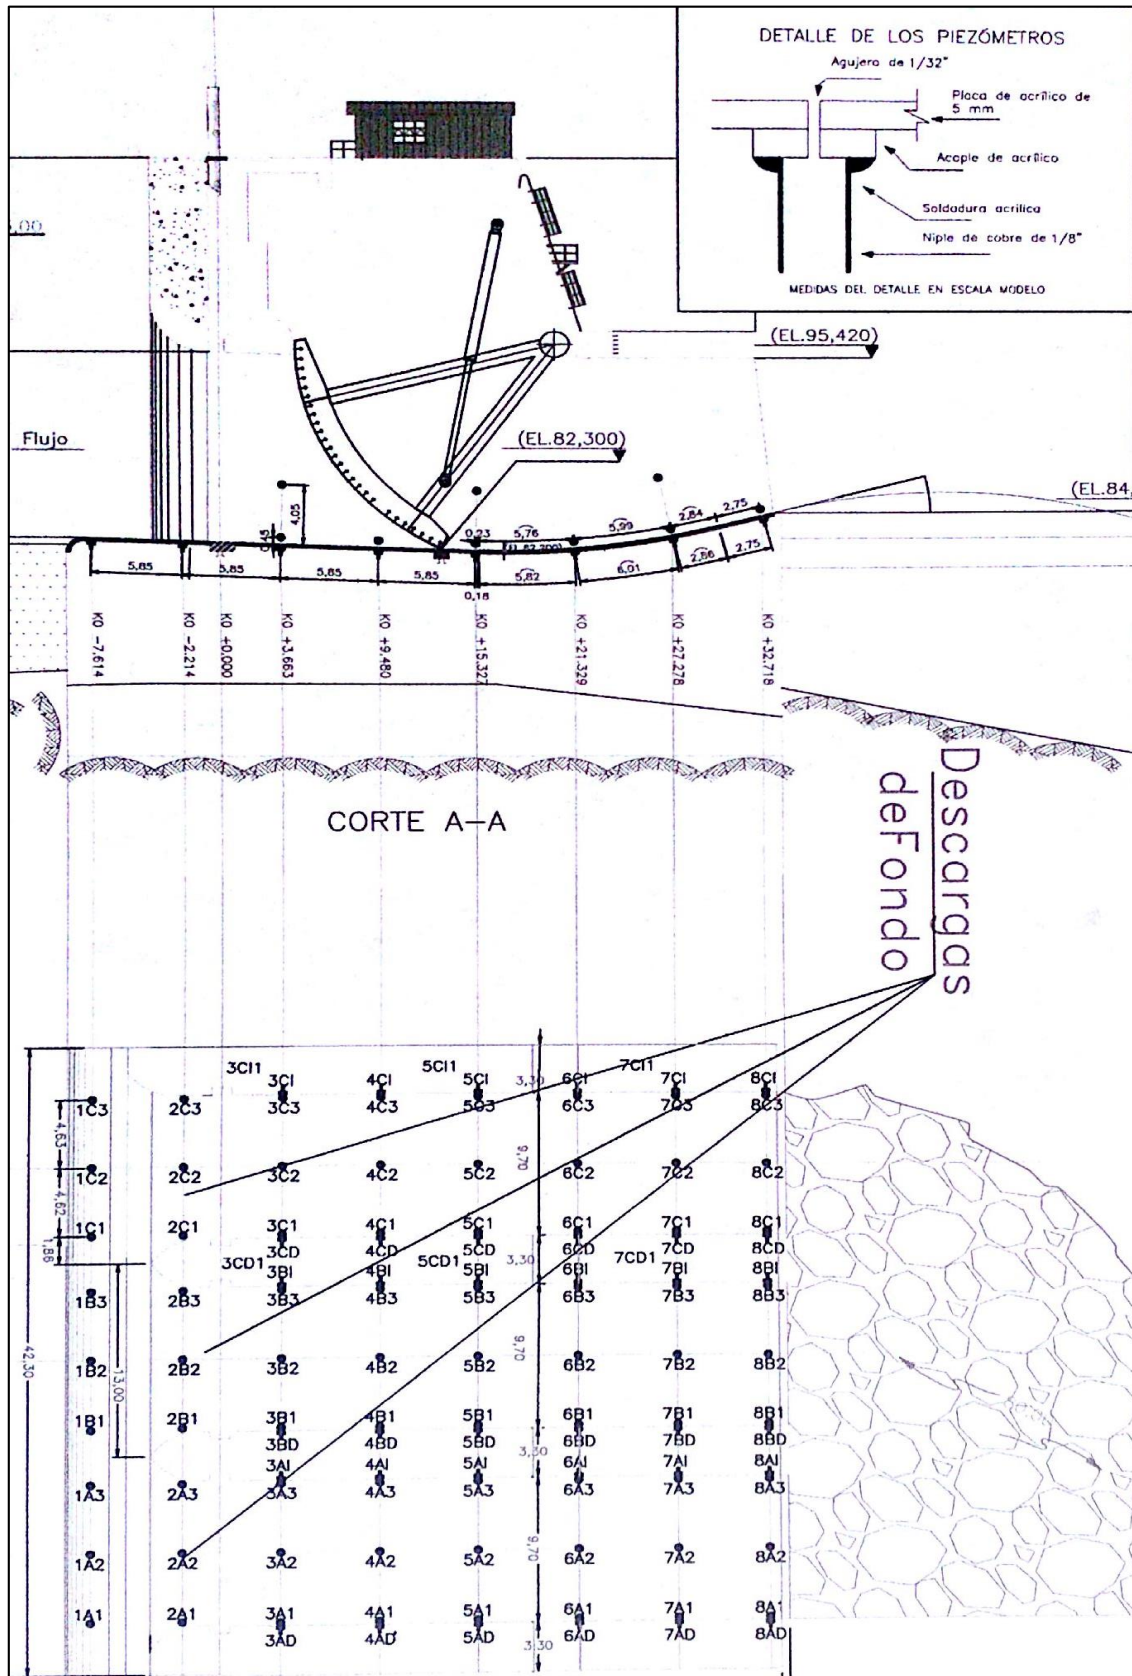 DETALLE DE LOS PIEZÓMETROS
Agujero de 1/32"
Placa de acrílico de
5 mm
Acople de acrílico
Soldadura acrílica
Niple de cobre de 1/8"
MEDIDAS DEL DETALLE EN ESCALA MODELO
(EL.95,420)
Flujo
(EL.82,300)
(EL.84,
4,05
0,45
0,23
5,76
5,99
2,84
2,75
(EL.82,300)
5,85
5,85
5,85
5,85
5,82
6,01
2,86
2,75
0,18
K0 -7.614
K0 -2.214
K0 +0.000
K0 +3.663
K0 +9.480
K0 +15.327
K0 +21.329
K0 +27.278
K0 +32.718
CORTE A-A
Descargas
deFondo
3CI1 5CI1 7CI1
3CI 4CI 5CI 3,30 6CI 7CI 8CI
1C3 2C3 3C3 4C3 5C3 6C3 7C3 8C3
4,63
9,70
1C2 2C2 3C2 4C2 5C2 6C2 7C2 8C2
4,62
1C1 2C1 3C1 4C1 5C1 6C1 7C1 8C1
1,86
3CD 4CD 5CD 6CD 7CD 8CD
3CD1 5CD1 3,30 7CD1
3BI 4BI 5BI 6BI 7BI 8BI
1B3 2B3 3B3 4B3 5B3 6B3 7B3 8B3
42,30
13,00
9,70
1B2 2B2 3B2 4B2 5B2 6B2 7B2 8B2
1B1 2B1 3B1 4B1 5B1 6B1 7B1 8B1
3BD 4BD 5BD 3,30 6BD 7BD 8BD
3AI 4AI 5AI 6AI 7AI 8AI
1A3 2A3 3A3 4A3 5A3 6A3 7A3 8A3
9,70
1A2 2A2 3A2 4A2 5A2 6A2 7A2 8A2
1A1 2A1 3A1 4A1 5A1 6A1 7A1 8A1
3AD 4AD 5AD 3,30 6AD 7AD 8AD